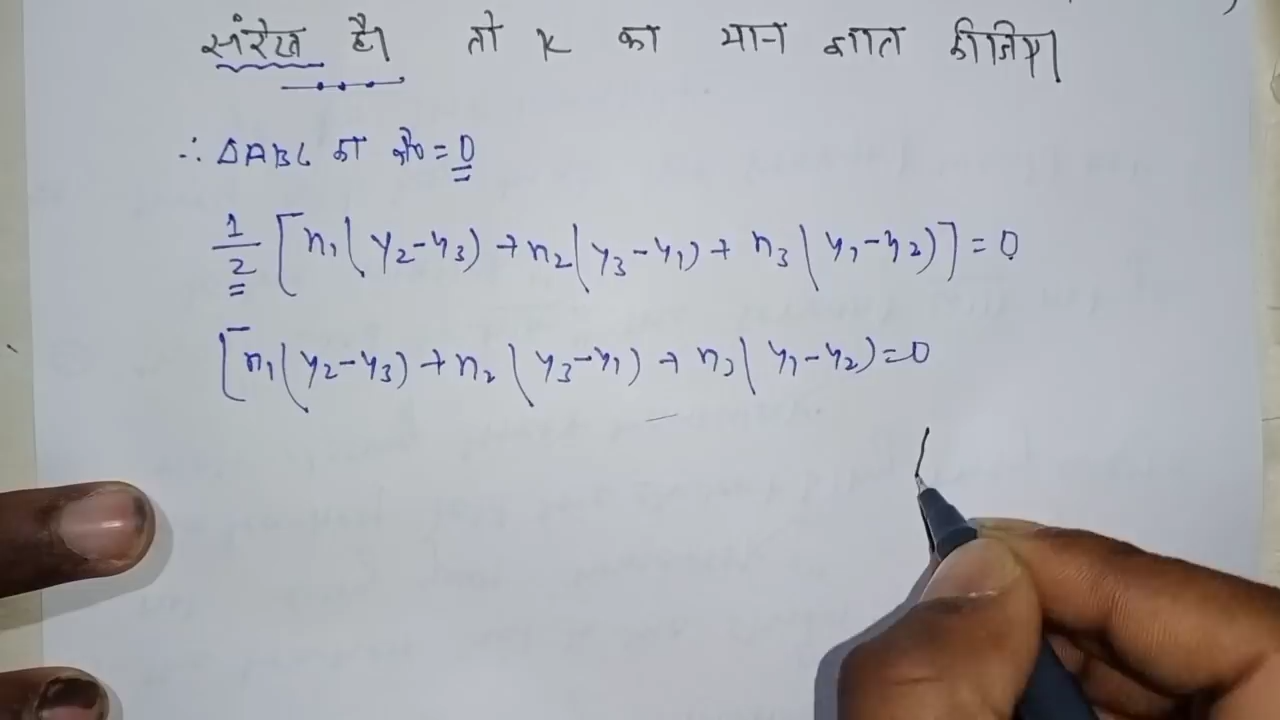 संरेख है। तो K का मान ज्ञात कीजिए।
∴ ΔABC का क्षे० = 0
1/2 [x₁(y₂-y₃) + x₂(y₃-y₁) + x₃(y₁-y₂)] = 0
[x₁(y₂-y₃) + x₂(y₃-y₁) + x₃(y₁-y₂) = 0